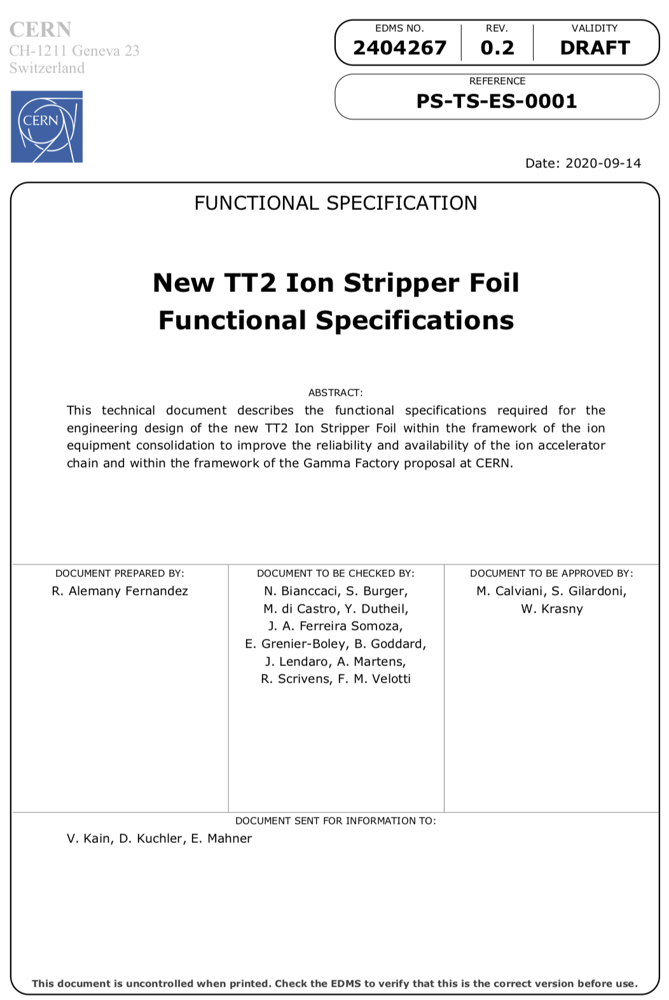 CERN
CH-1211 Geneva 23
Switzerland
CERN
EDMS NO. REV. VALIDITY
2404267 0.2 DRAFT
REFERENCE
PS-TS-ES-0001
Date: 2020-09-14
FUNCTIONAL SPECIFICATION
New TT2 Ion Stripper Foil
Functional Specifications
ABSTRACT:
This technical document describes the functional specifications required for the
engineering design of the new TT2 Ion Stripper Foil within the framework of the ion
equipment consolidation to improve the reliability and availability of the ion accelerator
chain and within the framework of the Gamma Factory proposal at CERN.
DOCUMENT PREPARED BY:
R. Alemany Fernandez
DOCUMENT TO BE CHECKED BY:
N. Bianccaci, S. Burger,
M. di Castro, Y. Dutheil,
J. A. Ferreira Somoza,
E. Grenier-Boley, B. Goddard,
J. Lendaro, A. Martens,
R. Scrivens, F. M. Velotti
DOCUMENT TO BE APPROVED BY:
M. Calviani, S. Gilardoni,
W. Krasny
DOCUMENT SENT FOR INFORMATION TO:
V. Kain, D. Kuchler, E. Mahner
This document is uncontrolled when printed. Check the EDMS to verify that this is the correct version before use.